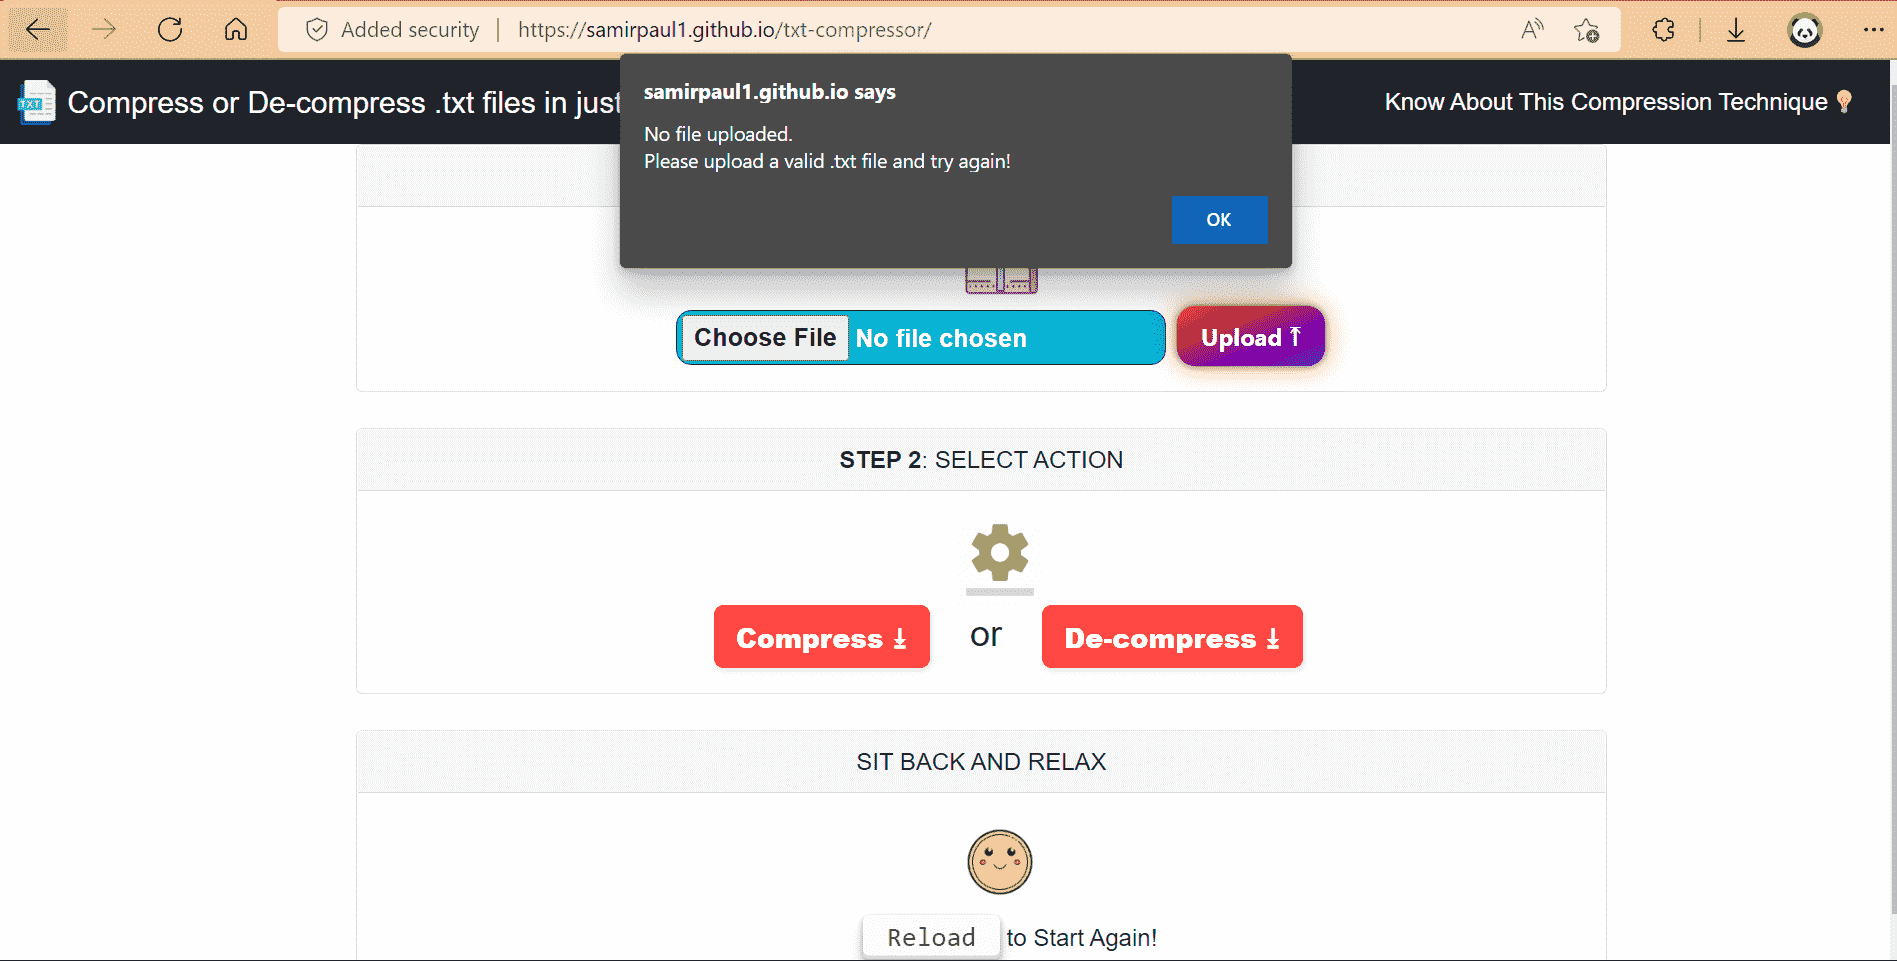 Added security
https://samirpaul1.github.io/txt-compressor/
TXT
Compress or De-compress .txt files in just
Know About This Compression Technique
samirpaul1.github.io says
No file uploaded.
Please upload a valid .txt file and try again!
OK
Choose File No file chosen
Upload ⤒
STEP 2: SELECT ACTION
Compress ⤓ or De-compress ⤓
SIT BACK AND RELAX
Reload to Start Again!